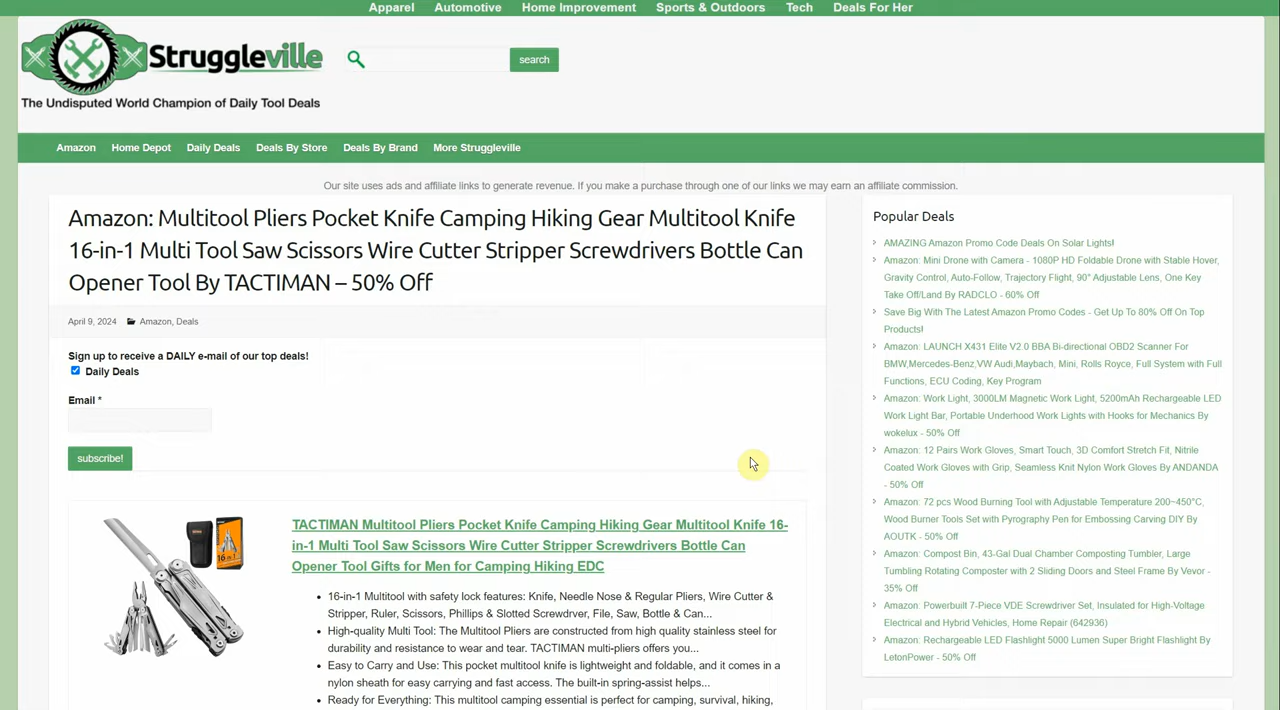 Apparel Automotive Home Improvement Sports & Outdoors Tech Deals For Her
Struggleville
search
The Undisputed World Champion of Daily Tool Deals
Amazon Home Depot Daily Deals Deals By Store Deals By Brand More Struggleville
Our site uses ads and affiliate links to generate revenue. If you make a purchase through one of our links we may earn an affiliate commission.
Amazon: Multitool Pliers Pocket Knife Camping Hiking Gear Multitool Knife
16-in-1 Multi Tool Saw Scissors Wire Cutter Stripper Screwdrivers Bottle Can
Opener Tool By TACTIMAN – 50% Off
April 9, 2024 Amazon, Deals
Sign up to receive a DAILY e-mail of our top deals!
Daily Deals
Email *
subscribe!
16 in 1
TACTIMAN Multitool Pliers Pocket Knife Camping Hiking Gear Multitool Knife 16-
in-1 Multi Tool Saw Scissors Wire Cutter Stripper Screwdrivers Bottle Can
Opener Tool Gifts for Men for Camping Hiking EDC
16-in-1 Multitool with safety lock features: Knife, Needle Nose & Regular Pliers, Wire Cutter &
Stripper, Ruler, Scissors, Phillips & Slotted Screwdrver, File, Saw, Bottle & Can...
High-quality Multi Tool: The Multitool Pliers are constructed from high quality stainless steel for
durability and resistance to wear and tear. TACTIMAN multi-pliers offers you...
Easy to Carry and Use: This pocket multitool knife is lightweight and foldable, and it comes in a
nylon sheath for easy carrying and fast access. The built-in spring-assist helps...
Ready for Everything: This multitool camping essential is perfect for camping, survival, hiking,
Popular Deals
AMAZING Amazon Promo Code Deals On Solar Lights!
Amazon: Mini Drone with Camera - 1080P HD Foldable Drone with Stable Hover,
Gravity Control, Auto-Follow, Trajectory Flight, 90° Adjustable Lens, One Key
Take Off/Land By RADCLO - 60% Off
Save Big With The Latest Amazon Promo Codes - Get Up To 80% Off On Top
Products!
Amazon: LAUNCH X431 Elite V2.0 BBA Bi-directional OBD2 Scanner For
BMW,Mercedes-Benz,VW Audi,Maybach, Mini, Rolls Royce, Full System with Full
Functions, ECU Coding, Key Program
Amazon: Work Light, 3000LM Magnetic Work Light, 5200mAh Rechargeable LED
Work Light Bar, Portable Underhood Work Lights with Hooks for Mechanics By
wokelux - 50% Off
Amazon: 12 Pairs Work Gloves, Smart Touch, 3D Comfort Stretch Fit, Nitrile
Coated Work Gloves with Grip, Seamless Knit Nylon Work Gloves By ANDANDA
- 50% Off
Amazon: 72 pcs Wood Burning Tool with Adjustable Temperature 200~450°C,
Wood Burner Tools Set with Pyrography Pen for Embossing Carving DIY By
AOUTK - 50% Off
Amazon: Compost Bin, 43-Gal Dual Chamber Composting Tumbler, Large
Tumbling Rotating Composter with 2 Sliding Doors and Steel Frame By Vevor -
35% Off
Amazon: Powerbuilt 7-Piece VDE Screwdriver Set, Insulated for High-Voltage
Electrical and Hybrid Vehicles, Home Repair (642936)
Amazon: Rechargeable LED Flashlight 5000 Lumen Super Bright Flashlight By
LetonPower - 50% Off